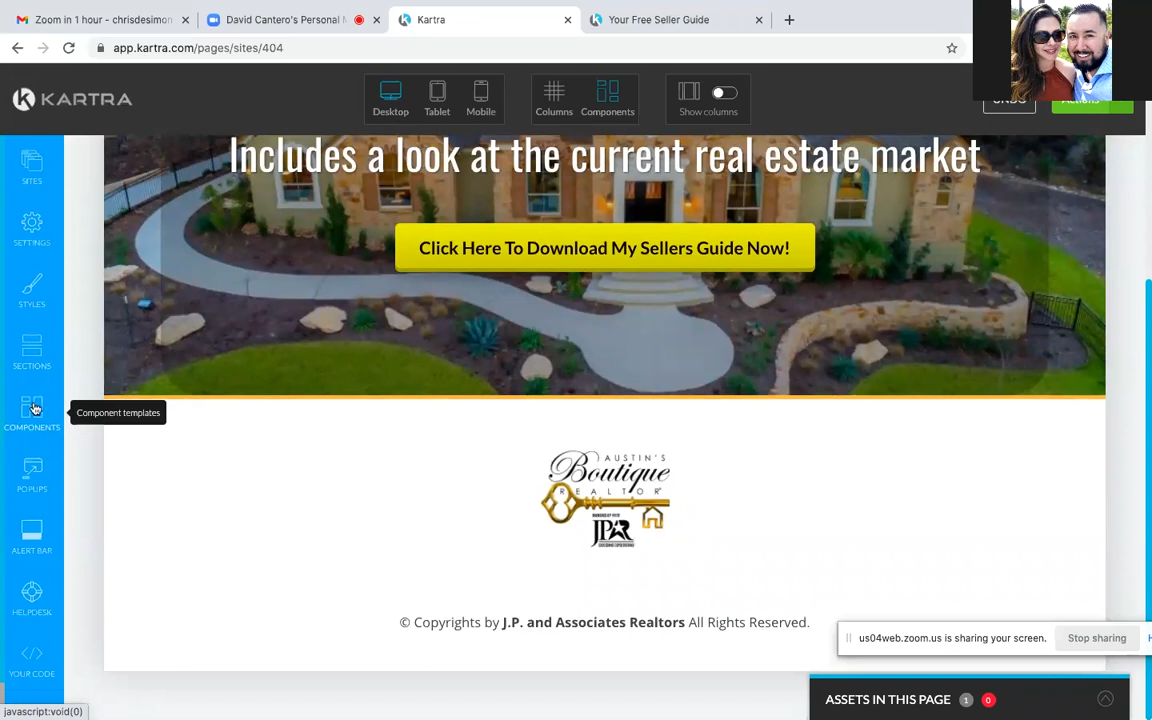 Zoom in 1 hour - chrisdesimon
David Cantero's Personal
Kartra
Your Free Seller Guide
app.kartra.com/pages/sites/404
KARTRA
Desktop
Tablet
Mobile
Columns
Components
Show columns
UNDO
Actions
SITES
SETTINGS
STYLES
SECTIONS
COMPONENTS
POPUPS
ALERT BAR
HELPDESK
YOUR CODE
Component templates
Includes a look at the current real estate market
Click Here To Download My Sellers Guide Now!
AUSTIN'S
Boutique
REALTOR
JPAR
© Copyrights by J.P. and Associates Realtors All Rights Reserved.
us04web.zoom.us is sharing your screen.
Stop sharing
ASSETS IN THIS PAGE 1 0
javascript:void(0)